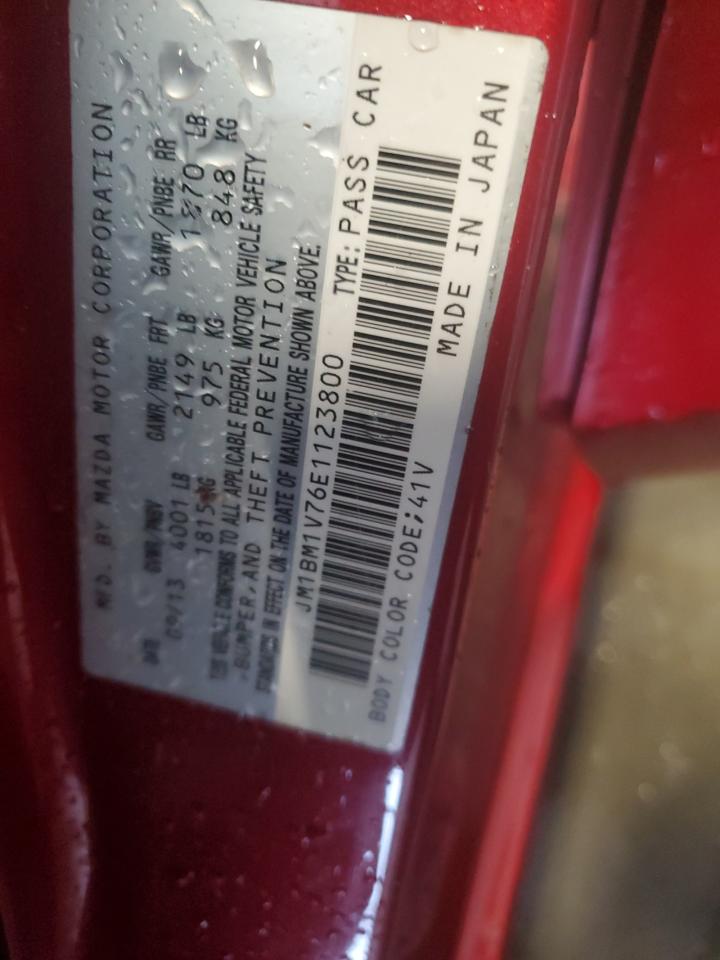 MFD. BY MAZDA MOTOR CORPORATION
DATE GVWR/PNBV GAWR/PNBE FRT GAWR/PNBE RR
09/13 4001 LB 2149 LB 1870 LB
1815 KG 975 KG 848 KG
THIS VEHICLE CONFORMS TO ALL APPLICABLE FEDERAL MOTOR VEHICLE SAFETY
,BUMPER,AND THEFT PREVENTION
STANDARDS IN EFFECT ON THE DATE OF MANUFACTURE SHOWN ABOVE.
JM1BM1V76E1123800 TYPE: PASS CAR
BODY COLOR CODE;41V MADE IN JAPAN